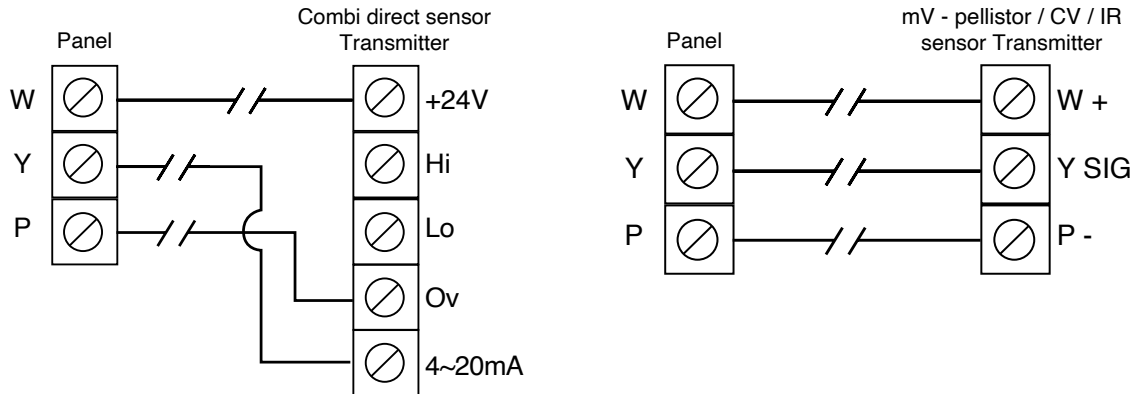 Combi direct sensor
Transmitter
Panel
W
Y
P
+24V
Hi
Lo
Ov
4~20mA
mV - pellistor / CV / IR
sensor Transmitter
Panel
W
Y
P
W +
Y SIG
P -